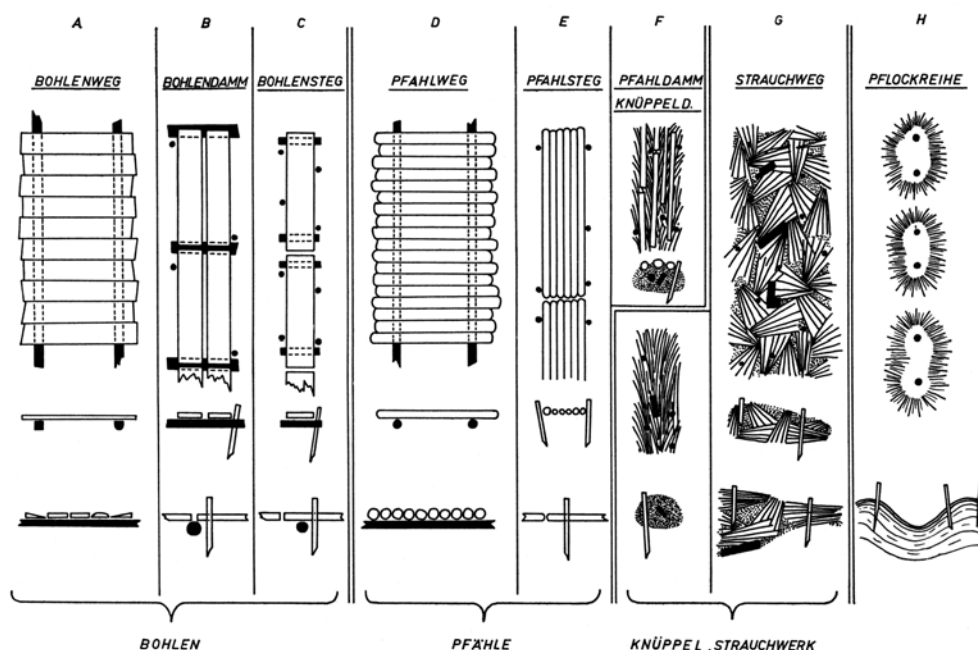 A B C D E F G H
BOHLENWEG BOHLENDAMM BOHLENSTEG PFAHLWEG PFAHLSTEG PFAHLDAMM STRAUCHWEG PFLOCKREIHE
KNÜPPELD.
BOHLEN PFÄHLE KNÜPPEL, STRAUCHWERK